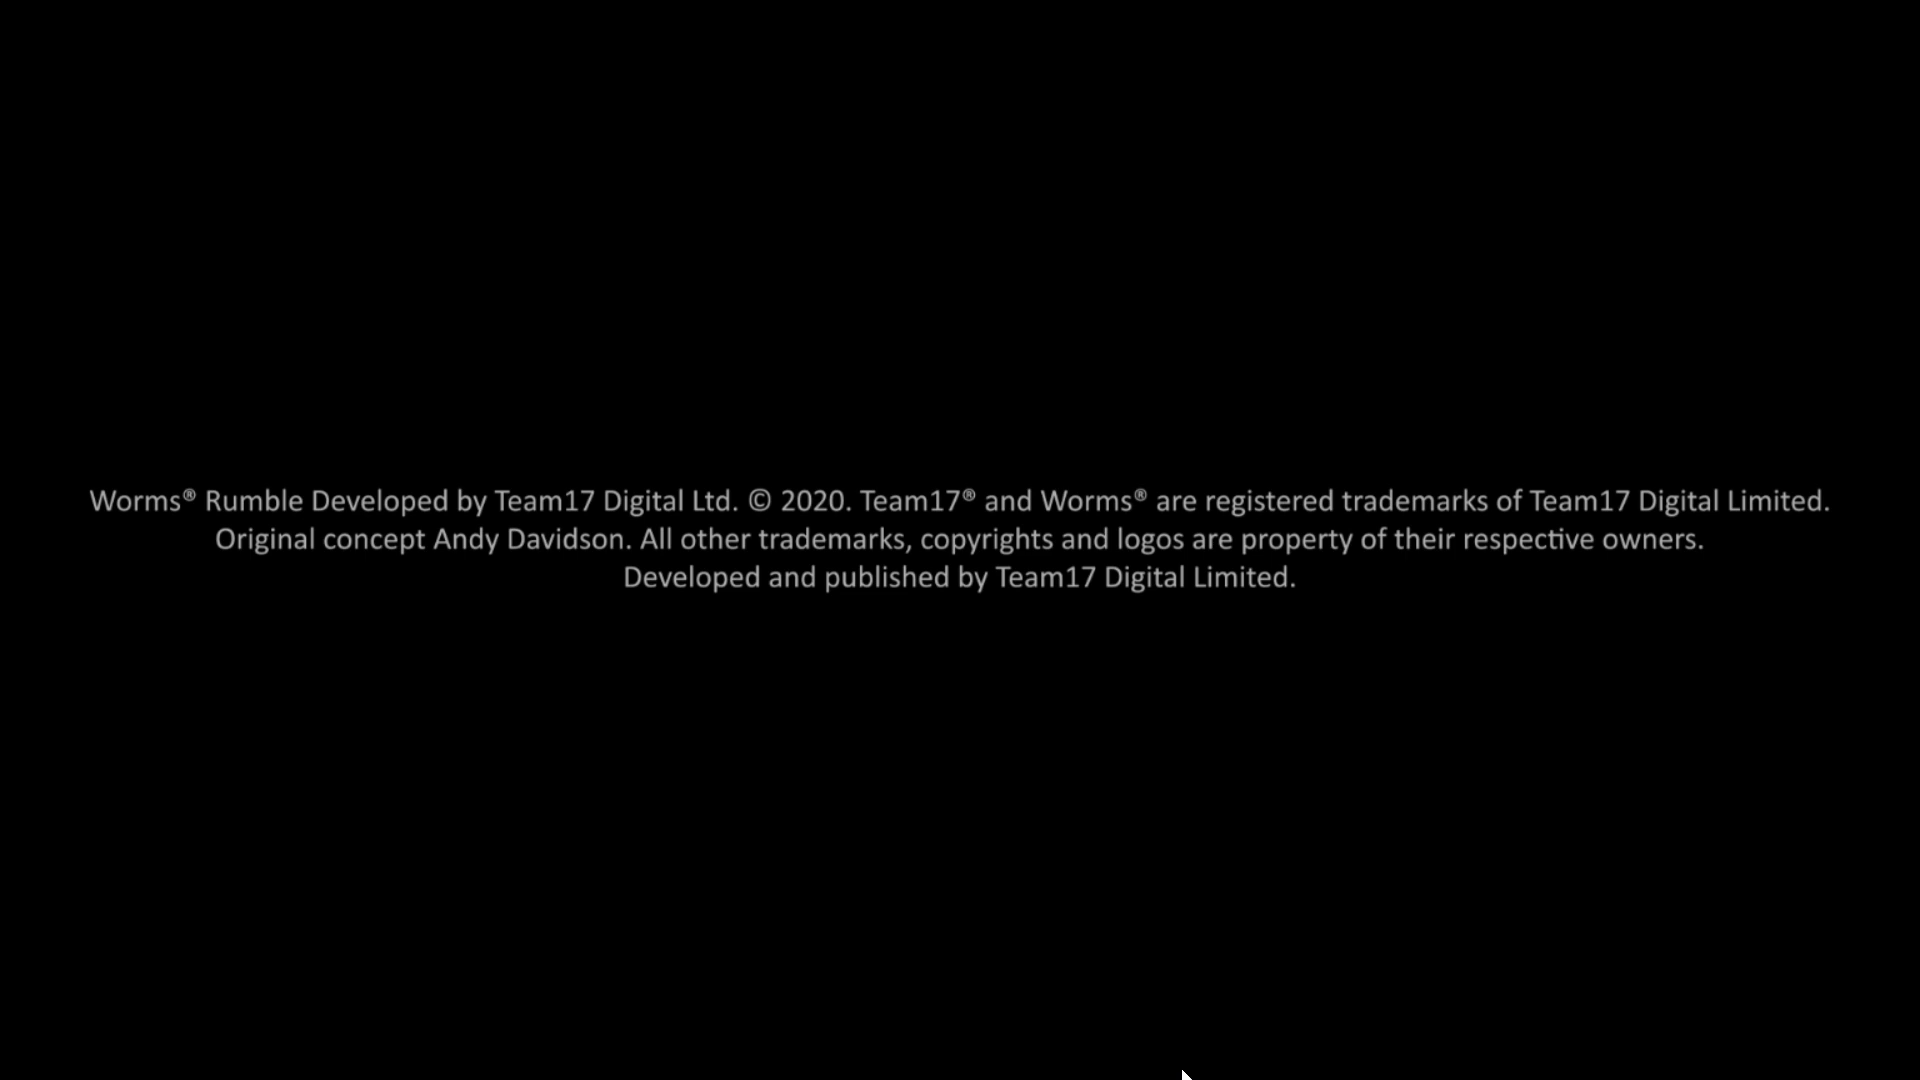 Worms® Rumble Developed by Team17 Digital Ltd. © 2020. Team17® and Worms® are registered trademarks of Team17 Digital Limited.
Original concept Andy Davidson. All other trademarks, copyrights and logos are property of their respective owners.
Developed and published by Team17 Digital Limited.